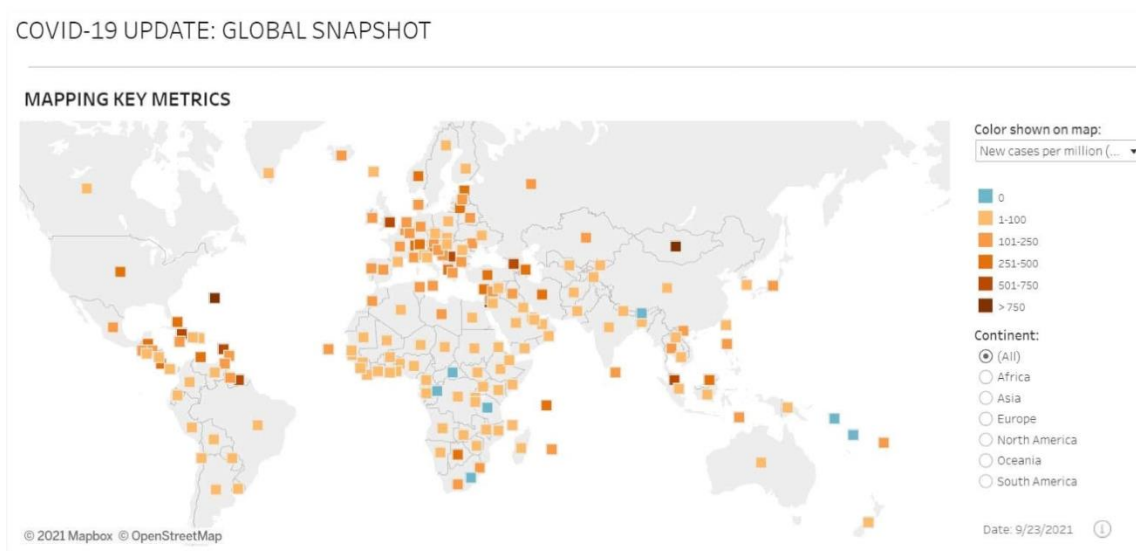 COVID-19 UPDATE: GLOBAL SNAPSHOT
MAPPING KEY METRICS
Color shown on map:
New cases per million (...
0
1-100
101-250
251-500
501-750
> 750
Continent:
(All)
Africa
Asia
Europe
North America
Oceania
South America
© 2021 Mapbox © OpenStreetMap
Date: 9/23/2021